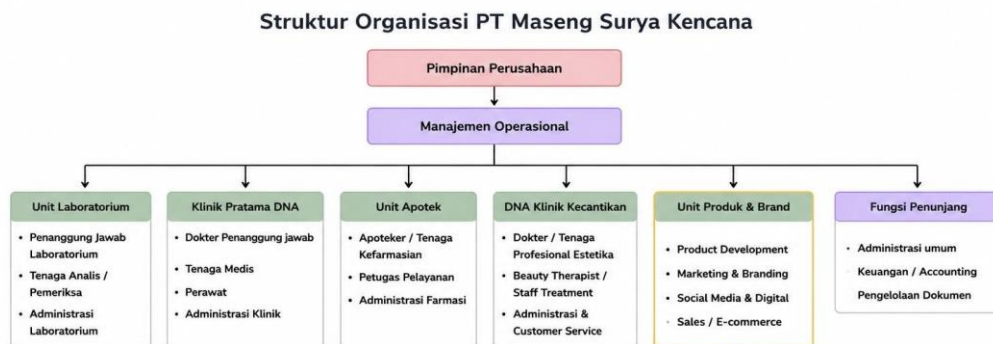 Struktur Organisasi PT Maseng Surya Kencana
Pimpinan Perusahaan
Manajemen Operasional
Unit Laboratorium
• Penanggung Jawab
Laboratorium
• Tenaga Analis /
Pemeriksa
• Administrasi
Laboratorium
Klinik Pratama DNA
• Dokter Penanggung jawab
• Tenaga Medis
• Perawat
• Administrasi Klinik
Unit Apotek
• Apoteker / Tenaga
Kefarmasian
• Petugas Pelayanan
• Administrasi Farmasi
DNA Klinik Kecantikan
• Dokter / Tenaga
Profesional Estetika
• Beauty Therapist /
Staff Treatment
• Administrasi &
Customer Service
Unit Produk & Brand
• Product Development
• Marketing & Branding
• Social Media & Digital
• Sales / E-commerce
Fungsi Penunjang
• Administrasi umum
• Keuangan / Accounting
Pengelolaan Dokumen